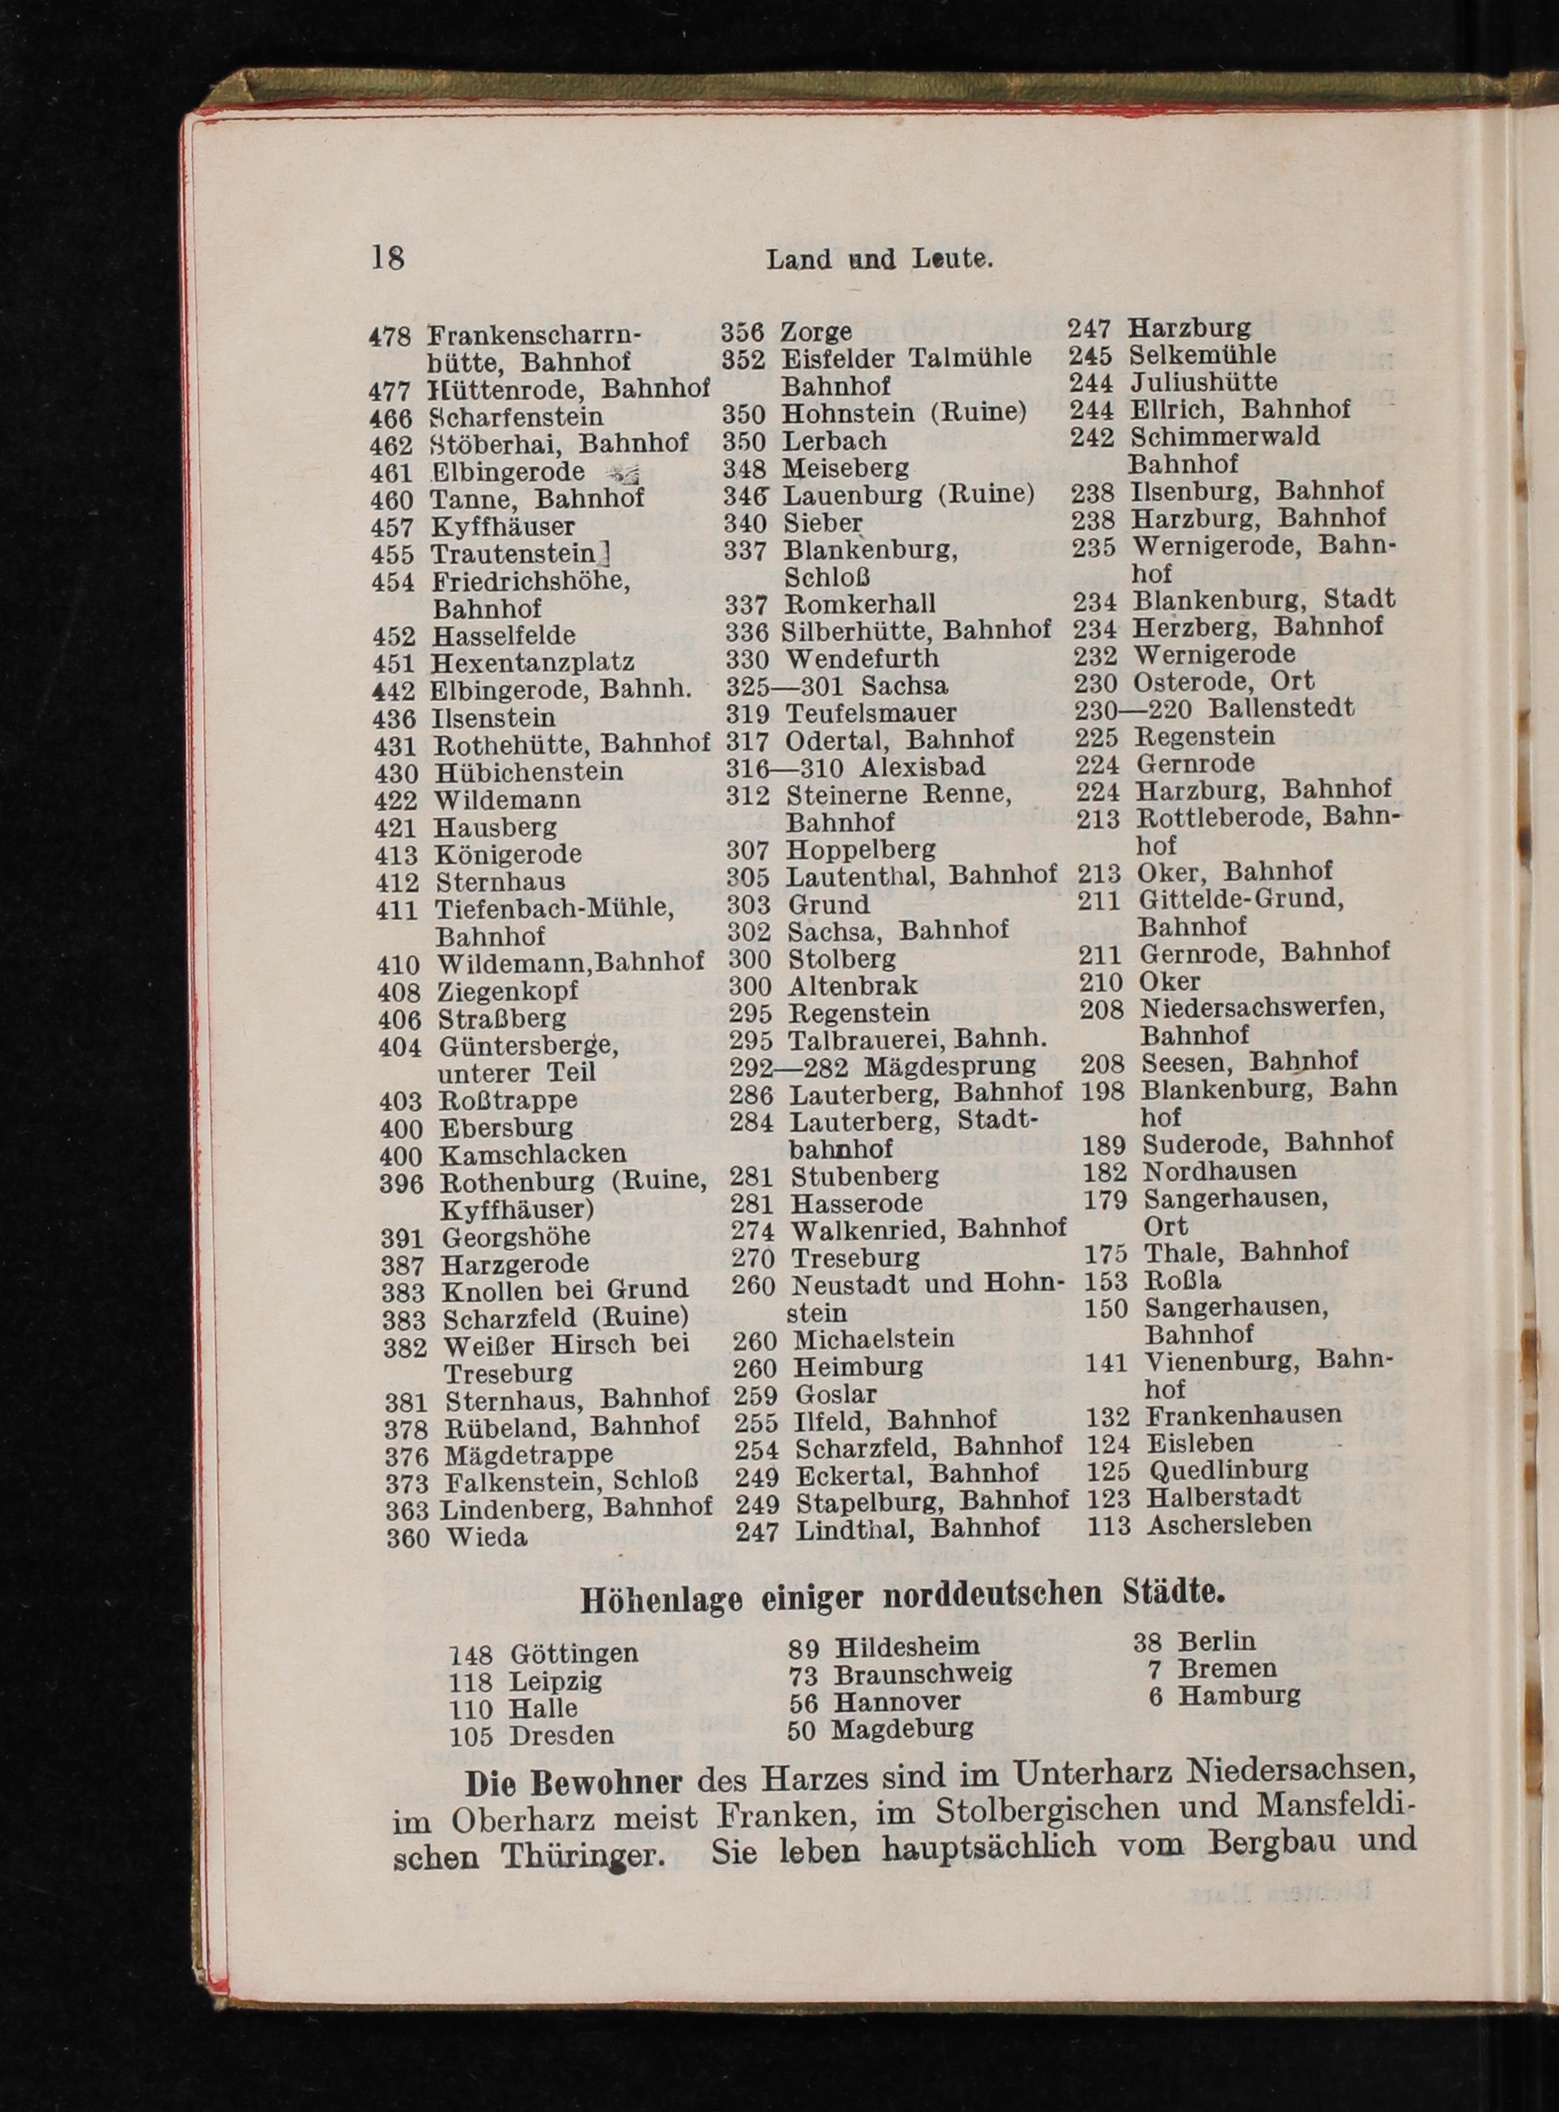 18
Land und Leute.
478 Frankenscharrn-
hütte, Bahnhof
477 Hüttenrode, Bahnhof
466 Scharfenstein
462 Stöberhai, Bahnhof
461 Elbingerode
460 Tanne, Bahnhof
457 Kyffhäuser
455 Trautenstein]
454 Friedrichshöhe,
Bahnhof
452 Hasselfelde
451 Hexentanzplatz
442 Elbingerode, Bahnh.
436 Ilsenstein
431 Rothehütte, Bahnhof
430 Hübichenstein
422 Wildemann
421 Hausberg
413 Königerode
412 Sternhaus
411 Tiefenbach-Mühle,
Bahnhof
410 Wildemann,Bahnhof
408 Ziegenkopf
406 Straßberg
404 Güntersberge,
unterer Teil
403 Roßtrappe
400 Ebersburg
400 Kamschlacken
396 Rothenburg (Ruine,
Kyffhäuser)
391 Georgshöhe
387 Harzgerode
383 Knollen bei Grund
383 Scharzfeld (Ruine)
382 Weißer Hirsch bei
Treseburg
381 Sternhaus, Bahnhof
378 Rübeland, Bahnhof
376 Mägdetrappe
373 Falkenstein, Schloß
363 Lindenberg, Bahnhof
360 Wieda
356 Zorge
352 Eisfelder Talmühle
Bahnhof
350 Hohnstein (Ruine)
350 Lerbach
348 Meiseberg
346 Lauenburg (Ruine)
340 Sieber
337 Blankenburg,
Schloß
337 Romkerhall
336 Silberhütte, Bahnhof
330 Wendefurth
325—301 Sachsa
319 Teufelsmauer
317 Odertal, Bahnhof
316—310 Alexisbad
312 Steinerne Renne,
Bahnhof
307 Hoppelberg
305 Lautenthal, Bahnhof
303 Grund
302 Sachsa, Bahnhof
300 Stolberg
300 Altenbrak
295 Regenstein
295 Talbrauerei, Bahnh.
292—282 Mägdesprung
286 Lauterberg, Bahnhof
284 Lauterberg, Stadt-
bahnhof
281 Stubenberg
281 Hasserode
274 Walkenried, Bahnhof
270 Treseburg
260 Neustadt und Hohn-
stein
260 Michaelstein
260 Heimburg
259 Goslar
255 Ilfeld, Bahnhof
254 Scharzfeld, Bahnhof
249 Eckertal, Bahnhof
249 Stapelburg, Bahnhof
247 Lindthal, Bahnhof
247 Harzburg
245 Selkemühle
244 Juliushütte
244 Ellrich, Bahnhof
242 Schimmerwald
Bahnhof
238 Ilsenburg, Bahnhof
238 Harzburg, Bahnhof
235 Wernigerode, Bahn-
hof
234 Blankenburg, Stadt
234 Herzberg, Bahnhof
232 Wernigerode
230 Osterode, Ort
230—220 Ballenstedt
225 Regenstein
224 Gernrode
224 Harzburg, Bahnhof
213 Rottleberode, Bahn-
hof
213 Oker, Bahnhof
211 Gittelde-Grund,
Bahnhof
211 Gernrode, Bahnhof
210 Oker
208 Niedersachswerfen,
Bahnhof
208 Seesen, Bahnhof
198 Blankenburg, Bahn
hof
189 Suderode, Bahnhof
182 Nordhausen
179 Sangerhausen,
Ort
175 Thale, Bahnhof
153 Roßla
150 Sangerhausen,
Bahnhof
141 Vienenburg, Bahn-
hof
132 Frankenhausen
124 Eisleben
125 Quedlinburg
123 Halberstadt
113 Aschersleben
Höhenlage einiger norddeutschen Städte.
148 Göttingen
118 Leipzig
110 Halle
105 Dresden
89 Hildesheim
73 Braunschweig
56 Hannover
50 Magdeburg
38 Berlin
7 Bremen
6 Hamburg
Die Bewohner des Harzes sind im Unterharz Niedersachsen,
im Oberharz meist Franken, im Stolbergischen und Mansfeldi-
schen Thüringer. Sie leben hauptsächlich vom Bergbau und